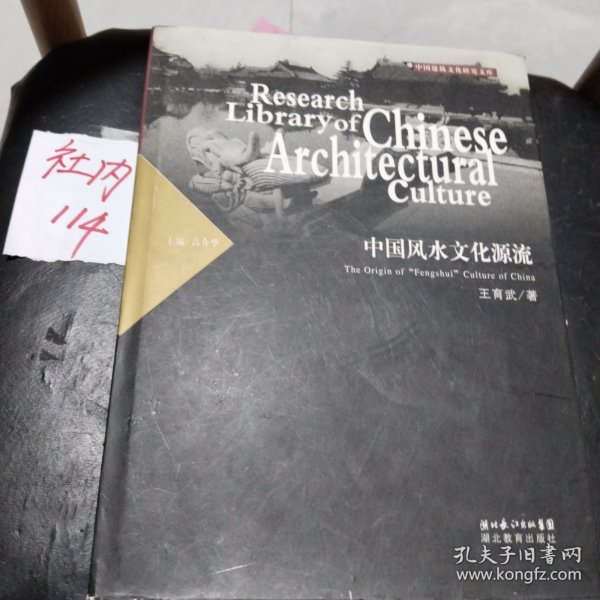 中国建筑文化研究文库
Research
Library of Chinese
Architectural
Culture
社内
114
主编/高介华
中国风水文化源流
The Origin of "Fengshui" Culture of China
王育武/著
湖北长江出版集团
湖北教育出版社
孔夫子旧书网
www.kongfz.com